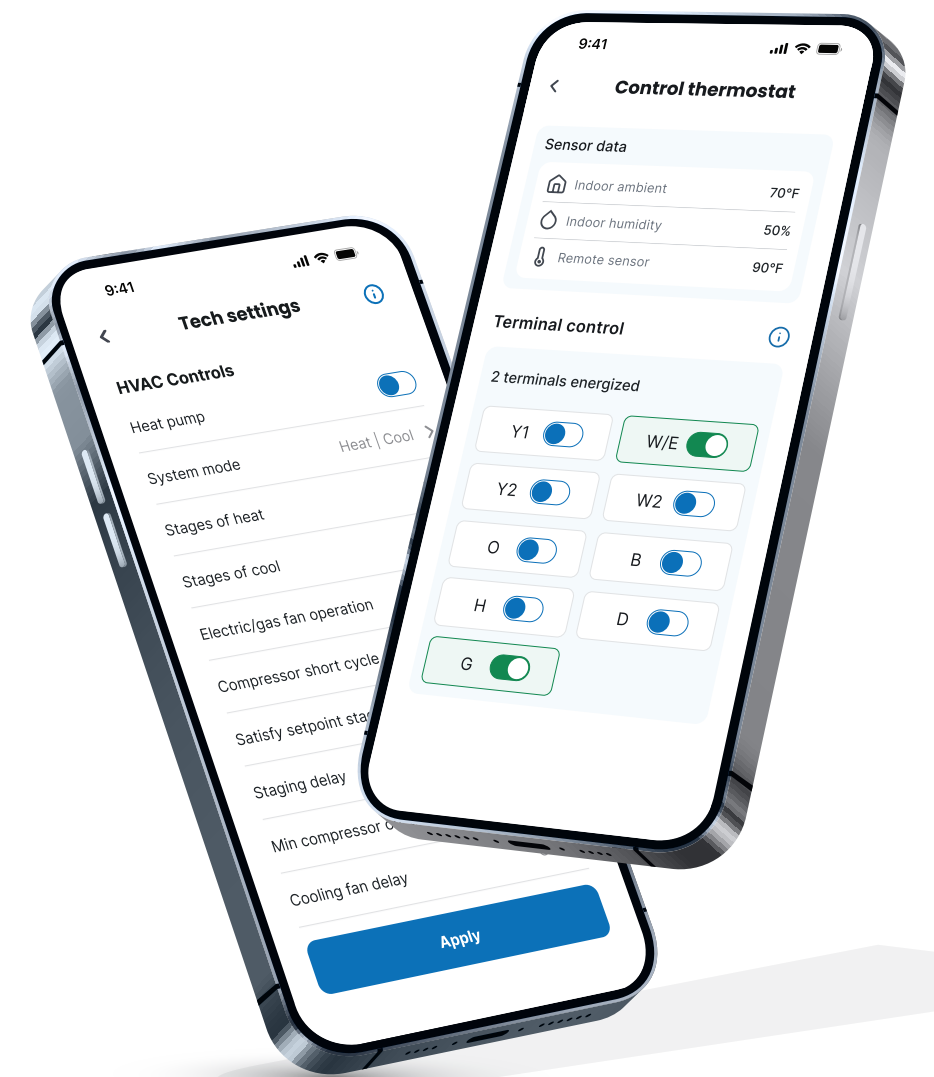 9:41
Tech settings
HVAC Controls
Heat pump
System mode Heat | Cool
Stages of heat
Stages of cool
Electric/gas fan operation
Compressor short cycle
Satisfy setpoint
Staging delay
Min compressor
Cooling fan delay
Apply
9:41
Control thermostat
Sensor data
Indoor ambient 70°F
Indoor humidity 50%
Remote sensor 90°F
Terminal control
2 terminals energized
Y1 W/E
Y2 W2
O B
H D
G